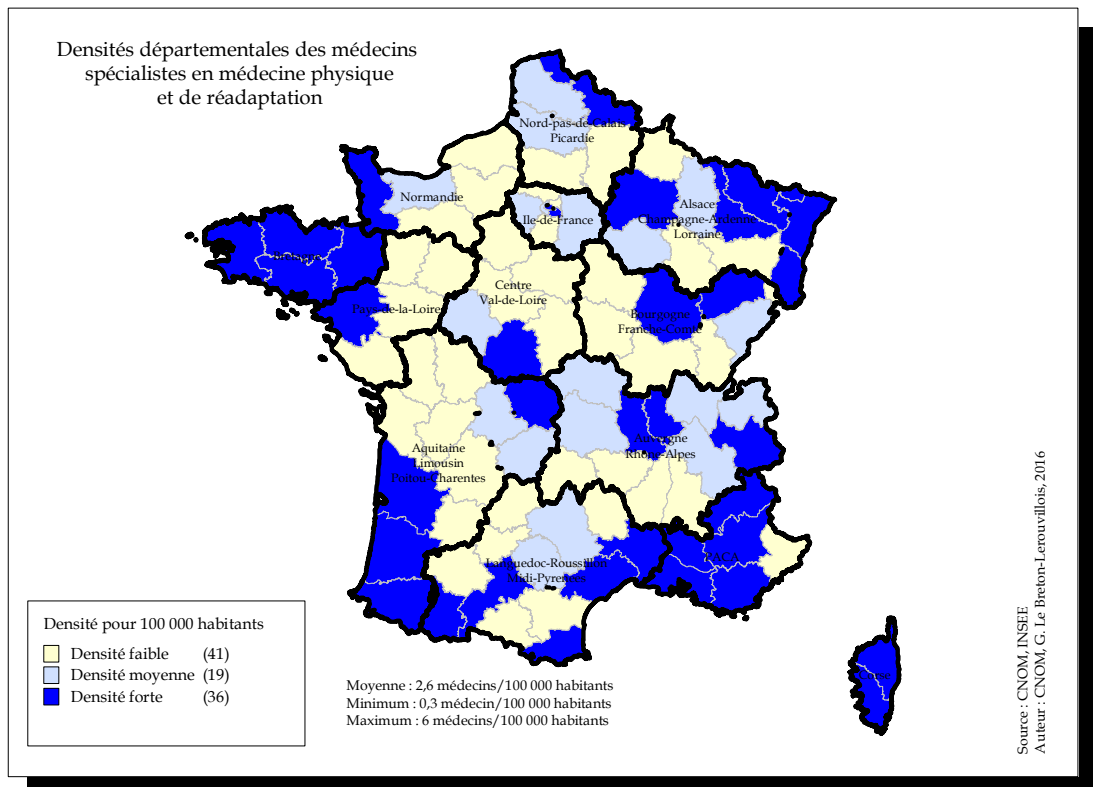 Densités départementales des médecins
spécialistes en médecine physique
et de réadaptation
Nord-pas-de-Calais
Picardie
Normandie
Ile-de-France
Alsace
Champagne-Ardenne
Lorraine
Bretagne
Pays-de-la-Loire
Centre
Val-de-Loire
Bourgogne
Franche-Comté
Auvergne
Rhône-Alpes
Aquitaine
Limousin
Poitou-Charentes
Languedoc-Roussillon
Midi-Pyrénées
PACA
Corse
Densité pour 100 000 habitants
Densité faible (41)
Densité moyenne (19)
Densité forte (36)
Moyenne : 2,6 médecins/100 000 habitants
Minimum : 0,3 médecin/100 000 habitants
Maximum : 6 médecins/100 000 habitants
Source : CNOM, INSEE
Auteur : CNOM, G. Le Breton-Lerouvillois, 2016